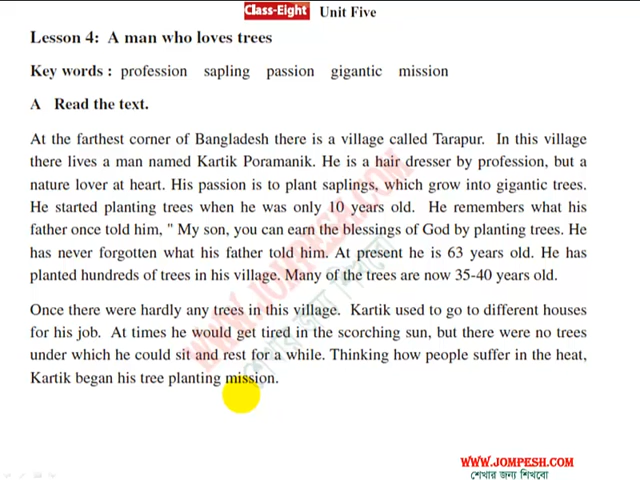 Class-Eight Unit Five
Lesson 4: A man who loves trees
Key words : profession sapling passion gigantic mission
A Read the text.
At the farthest corner of Bangladesh there is a village called Tarapur. In this village
there lives a man named Kartik Poramanik. He is a hair dresser by profession, but a
nature lover at heart. His passion is to plant saplings, which grow into gigantic trees.
He started planting trees when he was only 10 years old. He remembers what his
father once told him, " My son, you can earn the blessings of God by planting trees. He
has never forgotten what his father told him. At present he is 63 years old. He has
planted hundreds of trees in his village. Many of the trees are now 35-40 years old.
Once there were hardly any trees in this village. Kartik used to go to different houses
for his job. At times he would get tired in the scorching sun, but there were no trees
under which he could sit and rest for a while. Thinking how people suffer in the heat,
Kartik began his tree planting mission.
WWW.JOMPESH.COM
শেখার জন্য শিখবো
WWW.JOMPESH.COM
শেখার জন্য শিখবো